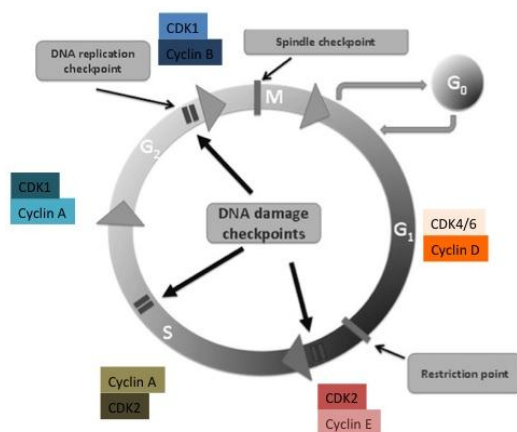 CDK1
Cyclin B
DNA replication
checkpoint
Spindle checkpoint
M
G0
G2
CDK1
Cyclin A
DNA damage
checkpoints
G1
CDK4/6
Cyclin D
S
Cyclin A
CDK2
CDK2
Cyclin E
Restriction point